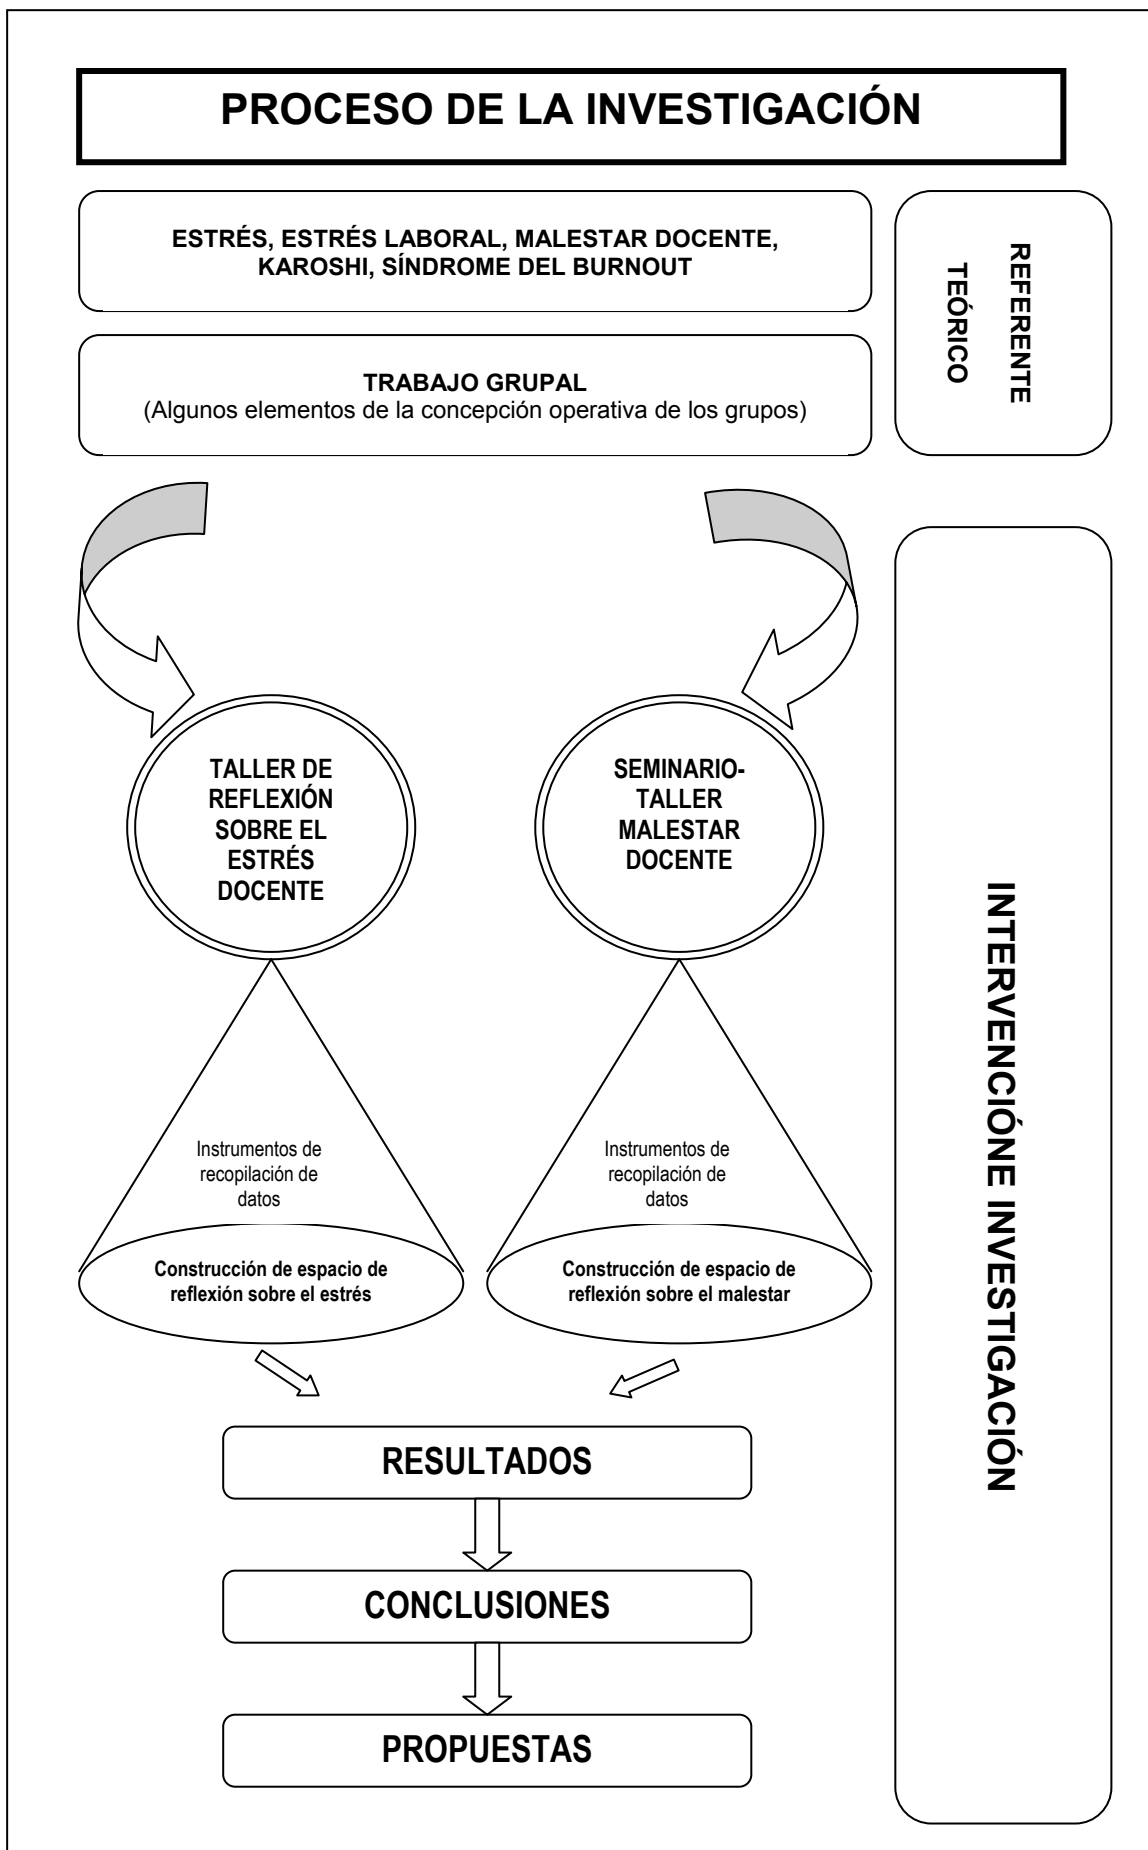 PROCESO DE LA INVESTIGACIÓN
ESTRÉS, ESTRÉS LABORAL, MALESTAR DOCENTE,
KAROSHI, SÍNDROME DEL BURNOUT
REFERENTE
TEÓRICO
TRABAJO GRUPAL
(Algunos elementos de la concepción operativa de los grupos)
TALLER DE
REFLEXIÓN
SOBRE EL
ESTRÉS
DOCENTE
SEMINARIO-
TALLER
MALESTAR
DOCENTE
INTERVENCIÓNE INVESTIGACIÓN
Instrumentos de
recopilación de
datos
Instrumentos de
recopilación de
datos
Construcción de espacio de
reflexión sobre el estrés
Construcción de espacio de
reflexión sobre el malestar
RESULTADOS
CONCLUSIONES
PROPUESTAS